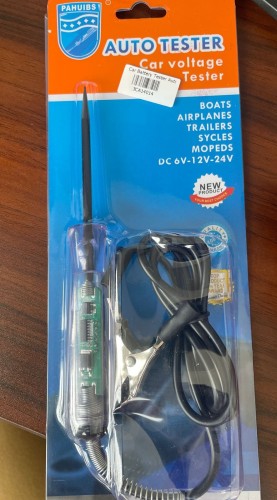 PAHUIBS
AUTO TESTER
Car voltage
Tester
Car Battery Tester Auto
BOATS
AIRPLANES
TRAILERS
SYCLES
MOPEDS
DC 6V-12V-24V
NEW
PRODUCT